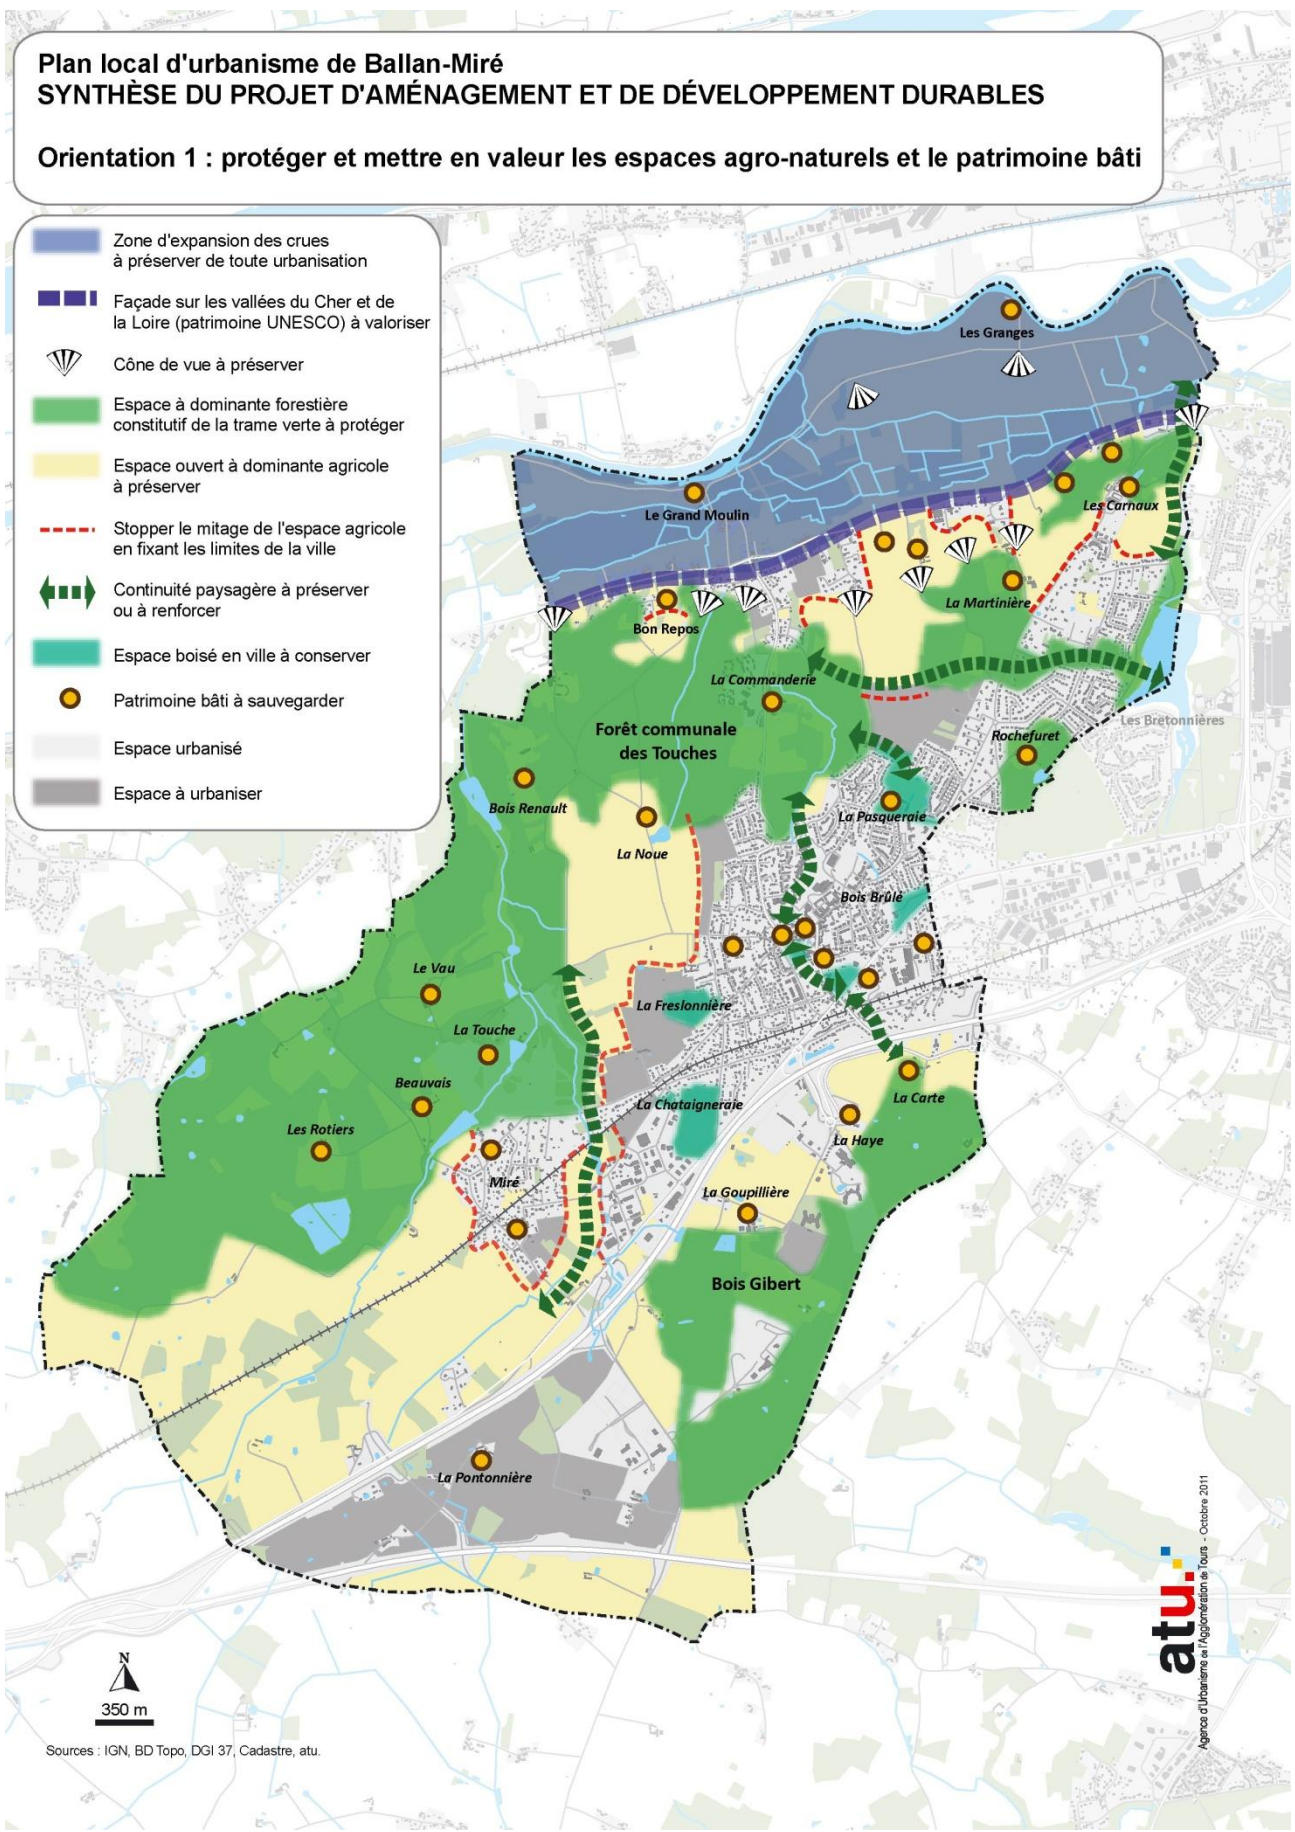 Plan local d'urbanisme de Ballan-Miré
SYNTHÈSE DU PROJET D'AMÉNAGEMENT ET DE DÉVELOPPEMENT DURABLES
Orientation 1 : protéger et mettre en valeur les espaces agro-naturels et le patrimoine bâti
Zone d'expansion des crues
à préserver de toute urbanisation
Façade sur les vallées du Cher et de
la Loire (patrimoine UNESCO) à valoriser
Cône de vue à préserver
Espace à dominante forestière
constitutif de la trame verte à protéger
Espace ouvert à dominante agricole
à préserver
Stopper le mitage de l'espace agricole
en fixant les limites de la ville
Continuité paysagère à préserver
ou à renforcer
Espace boisé en ville à conserver
Patrimoine bâti à sauvegarder
Espace urbanisé
Espace à urbaniser
Les Granges
Le Grand Moulin
Les Carnaux
La Martinière
Bon Repos
La Commanderie
Forêt communale
des Touches
Les Bretonnières
Rochefuret
Bois Renault
La Pasqueraie
La Noue
Bois Brûlé
Le Vau
La Freslonnière
La Touche
Beauvais
La Chataigneraie
La Carte
Les Rotiers
La Haye
Miré
La Goupillière
Bois Gibert
La Pontonnière
N
350 m
Sources : IGN, BD Topo, DGI 37, Cadastre, atu.
atu.
Agence d'Urbanisme de l'Agglomération de Tours - Octobre 2011